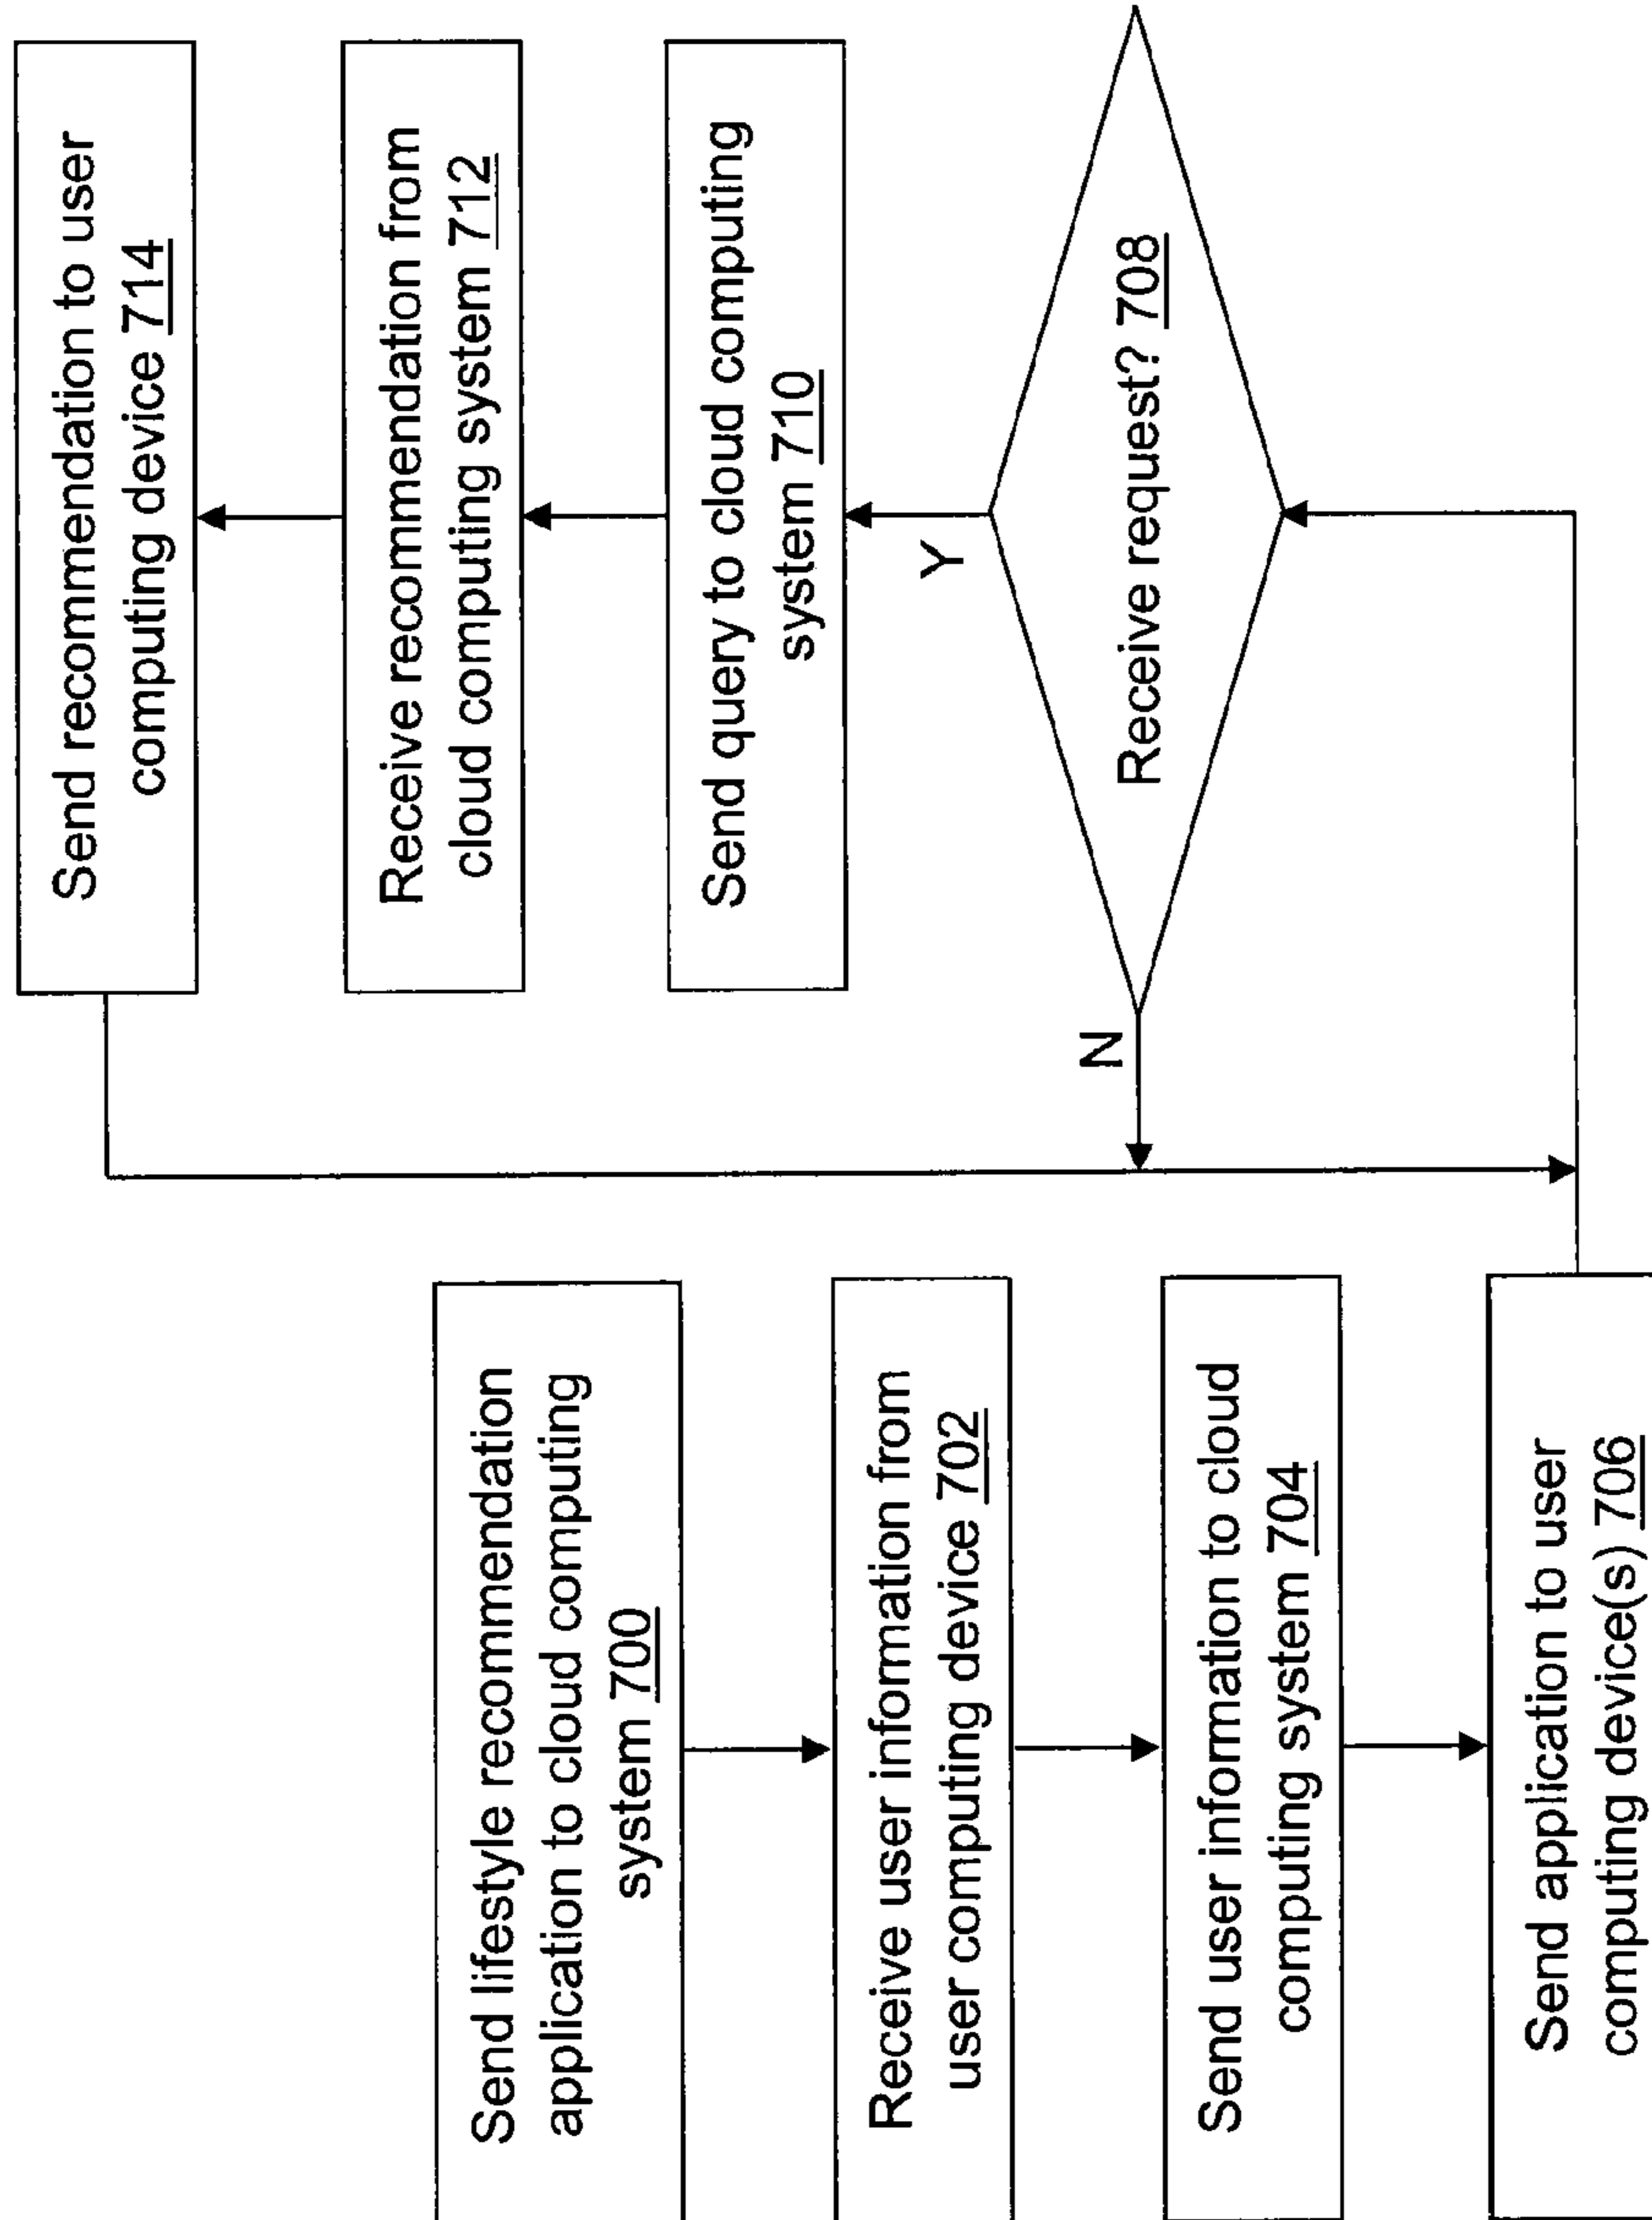 Send lifestyle recommendation
application to cloud computing
system 700
Receive user information from
user computing device 702
Send user information to cloud
computing system 704
Send application to user
computing device(s) 706
Receive request? 708
N
Y
Send query to cloud computing
system 710
Receive recommendation from
cloud computing system 712
Send recommendation to user
computing device 714